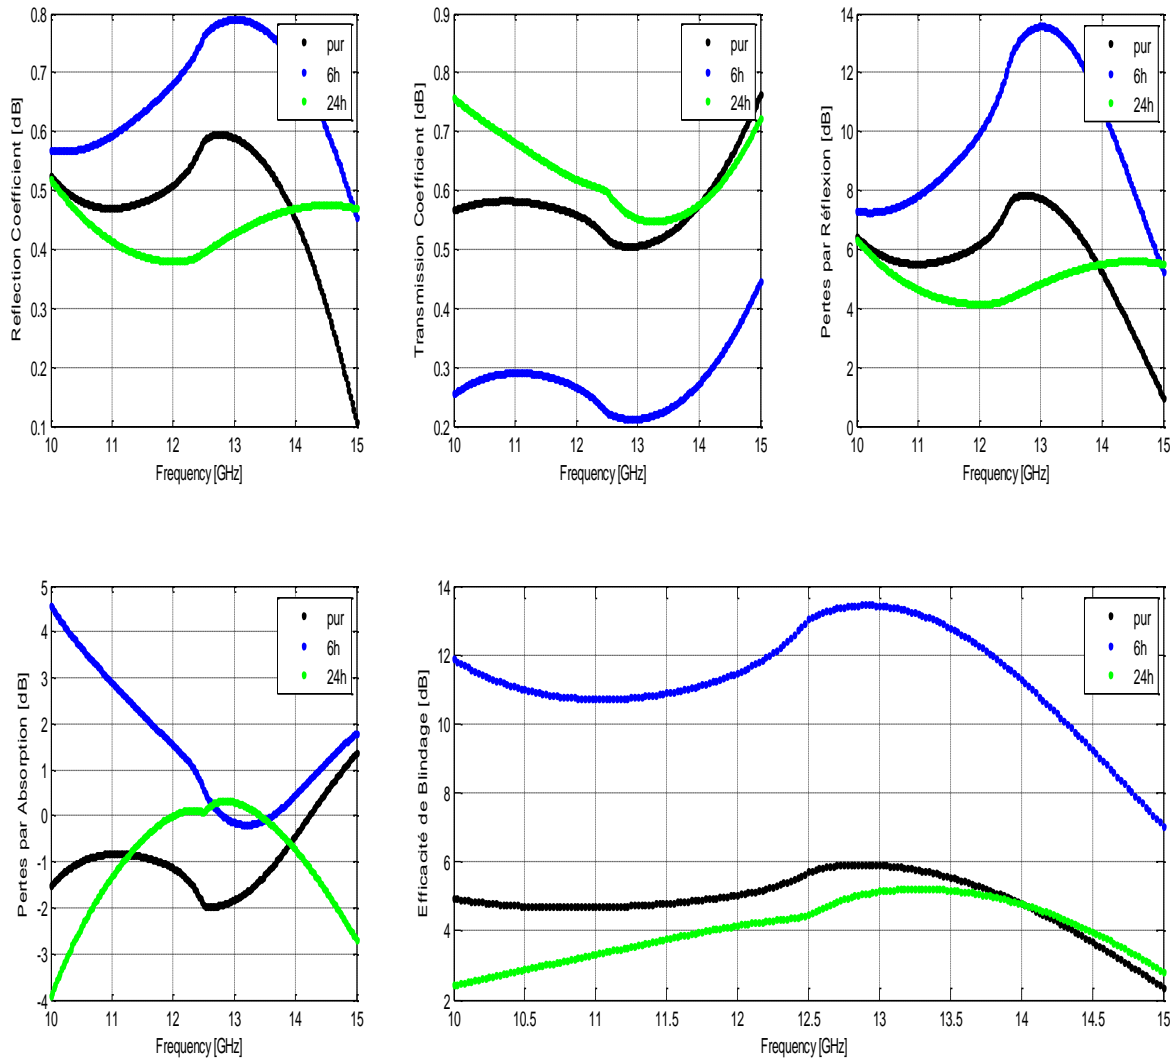 Reflection Coefficient [dB]
0.8
0.7
0.6
0.5
0.4
0.3
0.2
0.1
10 11 12 13 14 15
Frequency [GHz]
pur
6h
24h
Transmission Coefficient [dB]
0.9
0.8
0.7
0.6
0.5
0.4
0.3
0.2
10 11 12 13 14 15
Frequency [GHz]
pur
6h
24h
Pertes par Réflexion [dB]
14
12
10
8
6
4
2
0
10 11 12 13 14 15
Frequency [GHz]
pur
6h
24h
Pertes par Absorption [dB]
5
4
3
2
1
0
-1
-2
-3
-4
10 11 12 13 14 15
Frequency [GHz]
pur
6h
24h
Efficacité de Blindage [dB]
14
12
10
8
6
4
2
10 10.5 11 11.5 12 12.5 13 13.5 14 14.5 15
Frequency [GHz]
pur
6h
24h